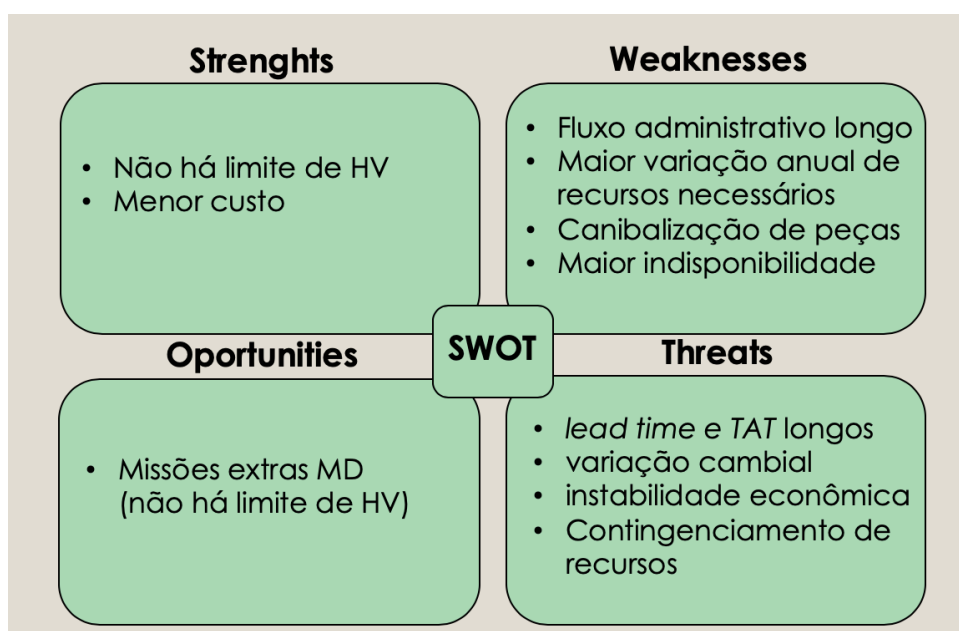 Strenghts
• Não há limite de HV
• Menor custo
Weaknesses
• Fluxo administrativo longo
• Maior variação anual de
recursos necessários
• Canibalização de peças
• Maior indisponibilidade
SWOT
Oportunities
• Missões extras MD
(não há limite de HV)
Threats
• lead time e TAT longos
• variação cambial
• instabilidade econômica
• Contingenciamento de
recursos